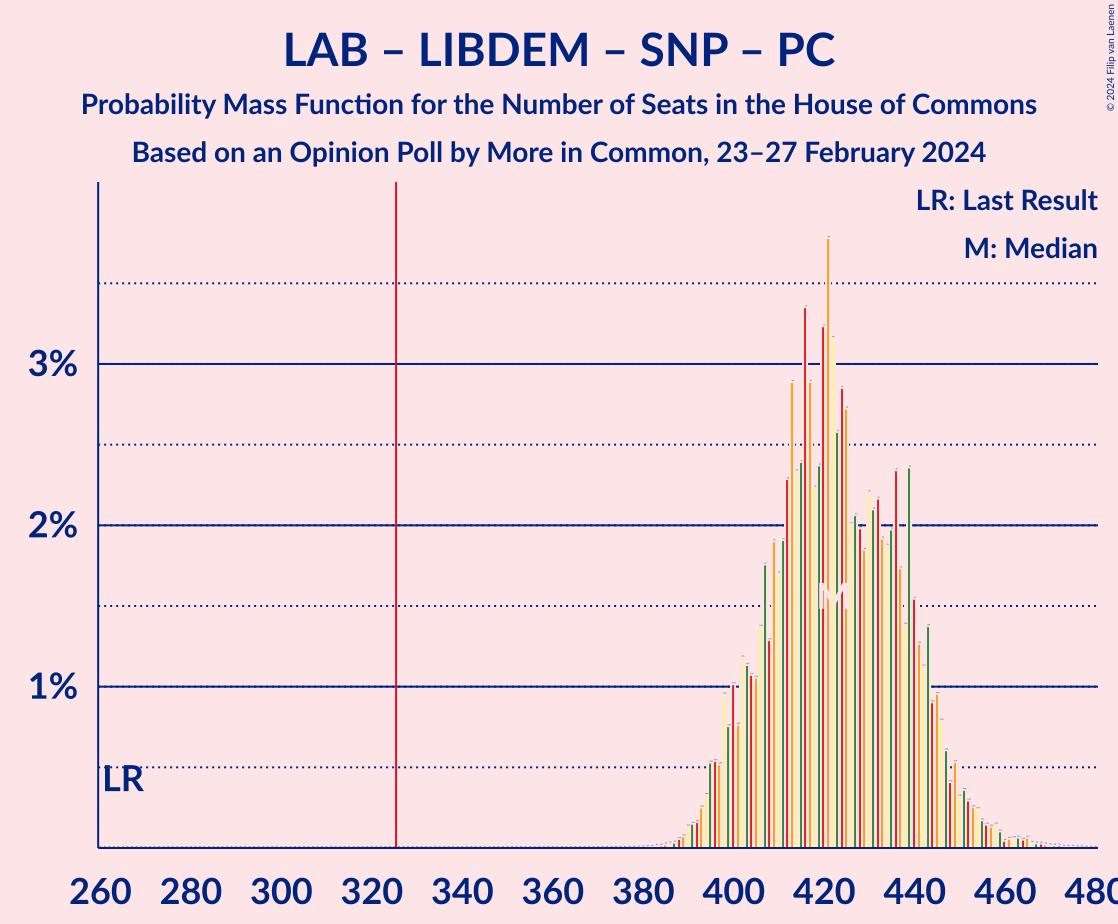 LAB – LIBDEM – SNP – PC
Probability Mass Function for the Number of Seats in the House of Commons
Based on an Opinion Poll by More in Common, 23–27 February 2024
© 2024 Filip van Laenen
LR: Last Result
M: Median
3%
2%
M
1%
LR
260 280 300 320 340 360 380 400 420 440 460 480